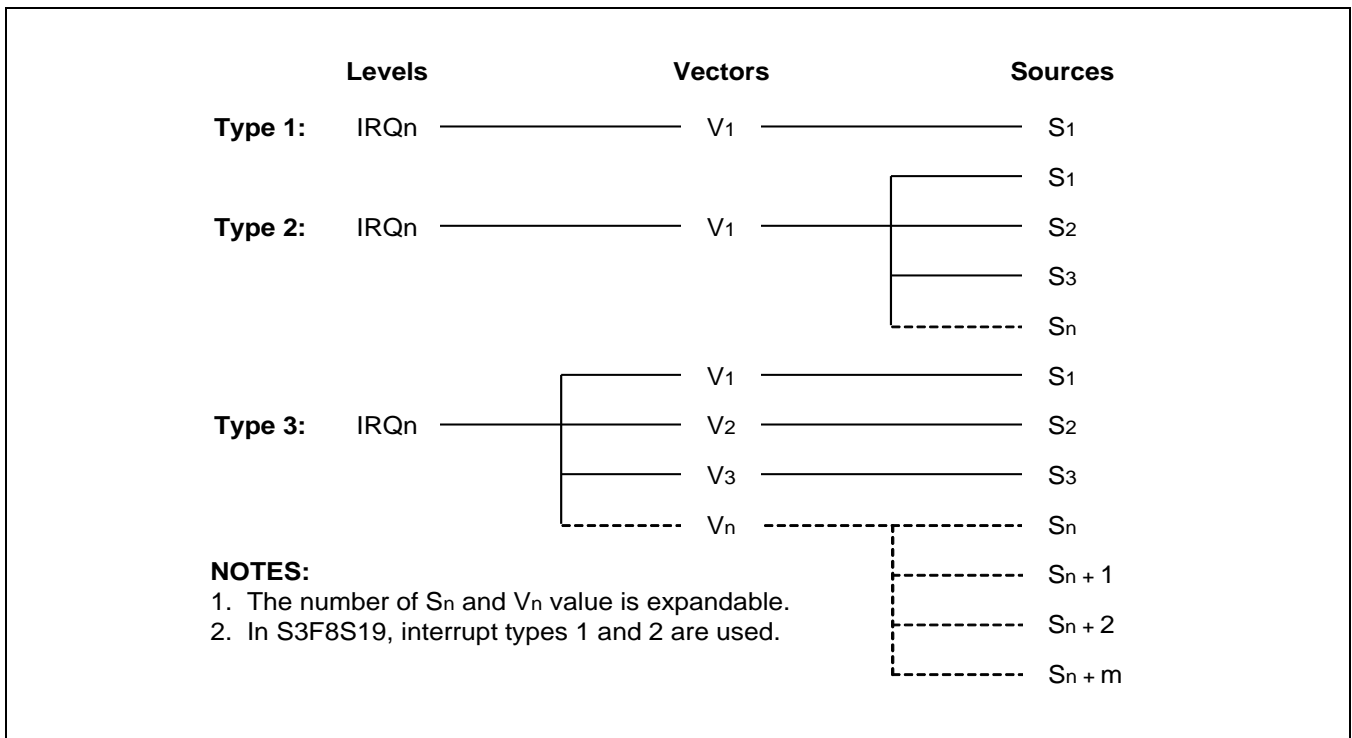 Levels Vectors Sources
Type 1: IRQn V1 S1
S1
Type 2: IRQn V1 S2
S3
Sn
V1 S1
Type 3: IRQn V2 S2
V3 S3
Vn Sn
NOTES: Sn + 1
1. The number of Sn and Vn value is expandable.
2. In S3F8S19, interrupt types 1 and 2 are used. Sn + 2
Sn + m